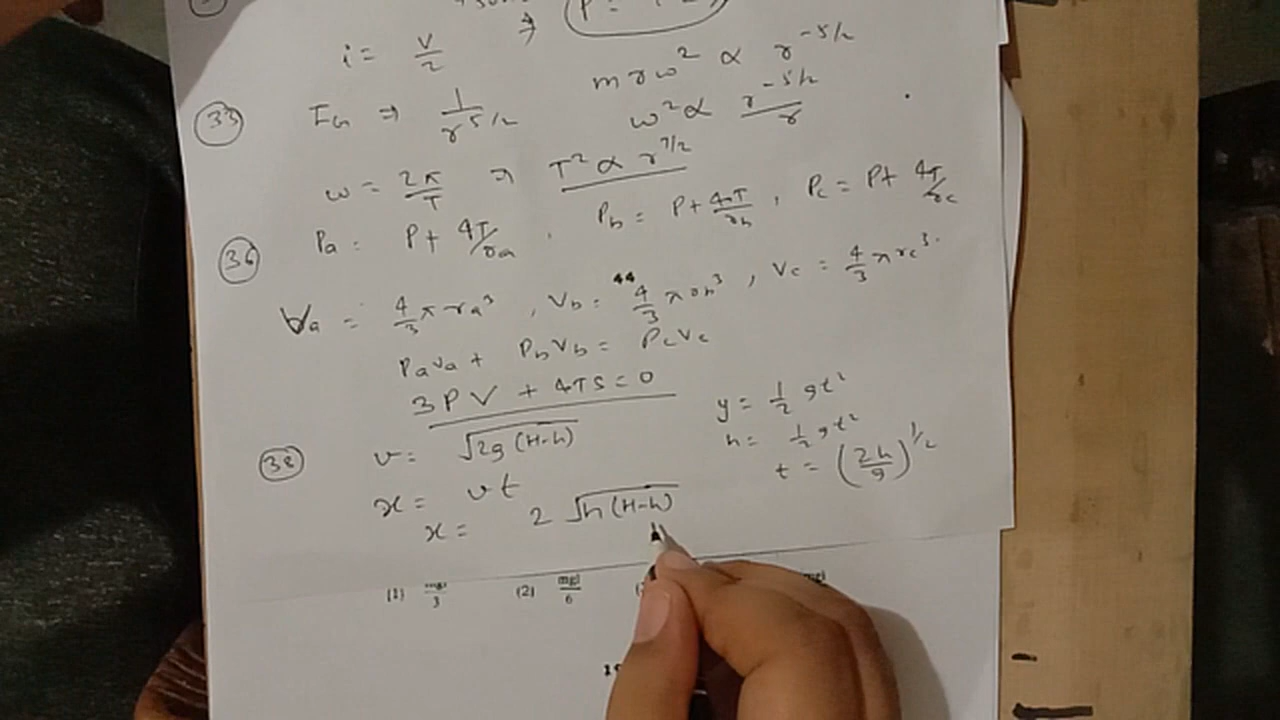 i = V/2 ⇒ P =
m r ω² ∝ r^-5/2
(33) ⇒ 1/r^5/2
ω² ∝ r^-5/2 / r
ω = 2π/T ⇒ T² ∝ r^7/2
(36) Pa = P + 4T/ra , Pb = P + 4πT/rb , Pc = P + 4T/rc
Va = 4/3 π ra³ , Vb = 4/3 π rb³ , Vc = 4/3 π rc³
44
PaVa + PbVb = PcVc
3PV + 4TS = 0
(38) v = √2g(H-h) y = 1/2 gt²
h = 1/2 gt²
x = vt t = (2h/g)^1/2
x = 2 √h(H-h)
(1) mgl/3 (2) mgl/6